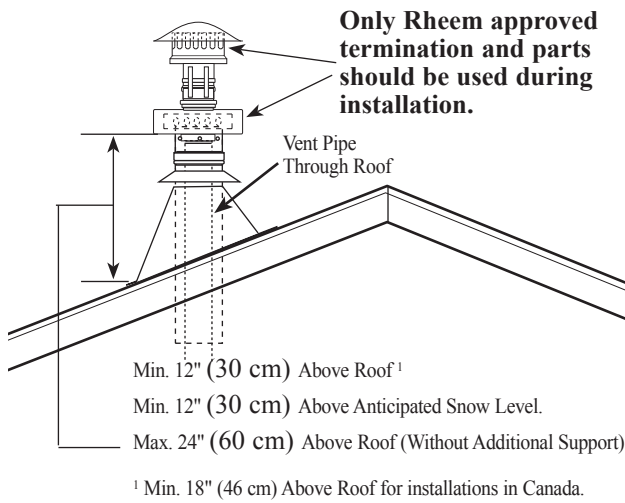 Only Rheem approved
termination and parts
should be used during
installation.
Vent Pipe
Through Roof
Min. 12" (30 cm) Above Roof ¹
Min. 12" (30 cm) Above Anticipated Snow Level.
Max. 24" (60 cm) Above Roof (Without Additional Support)
¹ Min. 18" (46 cm) Above Roof for installations in Canada.